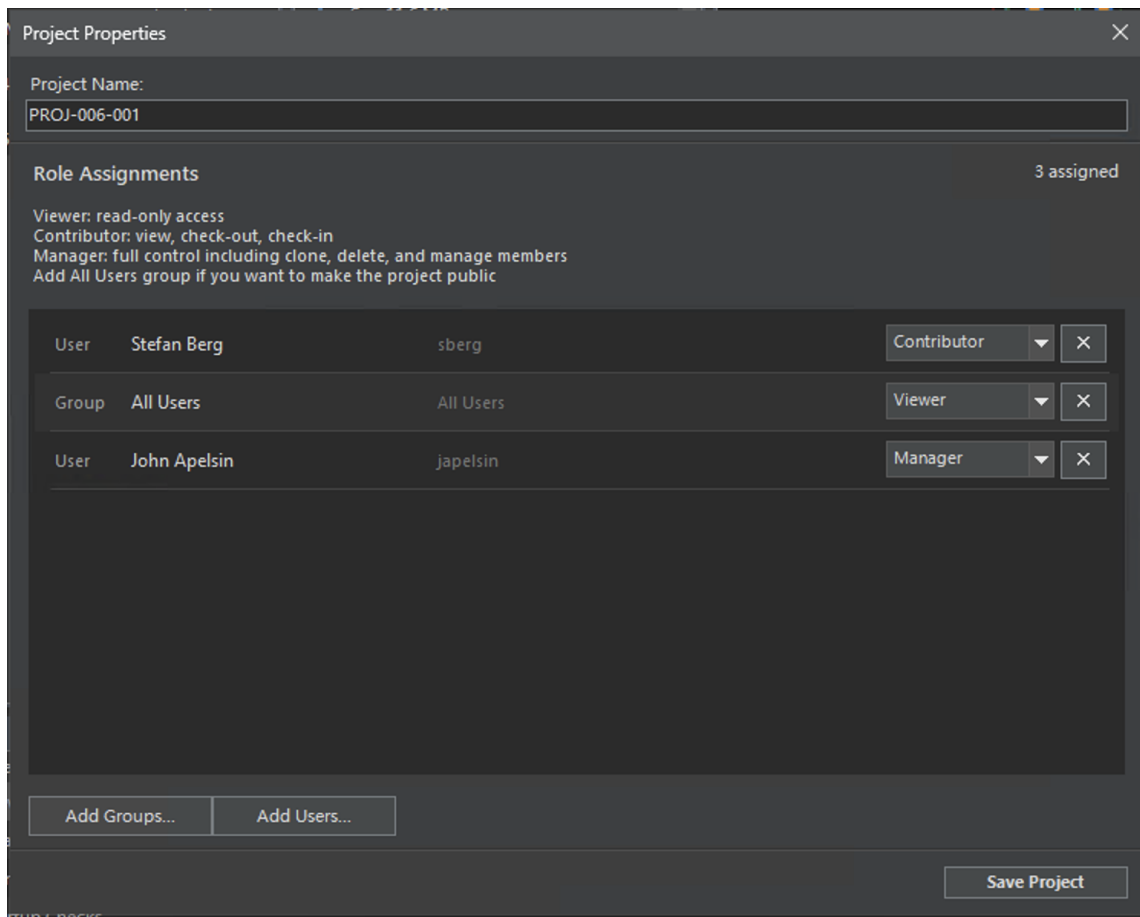 Project Properties
Project Name:
PROJ-006-001
Role Assignments 3 assigned
Viewer: read-only access
Contributor: view, check-out, check-in
Manager: full control including clone, delete, and manage members
Add All Users group if you want to make the project public
User Stefan Berg sberg Contributor
Group All Users All Users Viewer
User John Apelsin japelsin Manager
Add Groups... Add Users...
Save Project